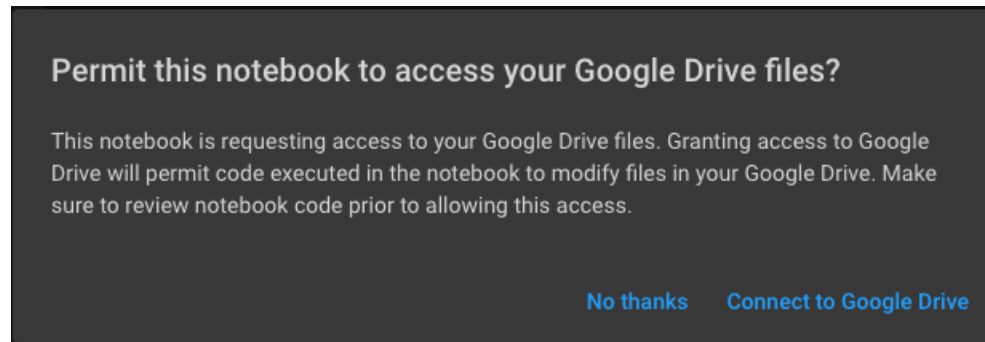 Permit this notebook to access your Google Drive files?
This notebook is requesting access to your Google Drive files. Granting access to Google
Drive will permit code executed in the notebook to modify files in your Google Drive. Make
sure to review notebook code prior to allowing this access.
No thanks Connect to Google Drive